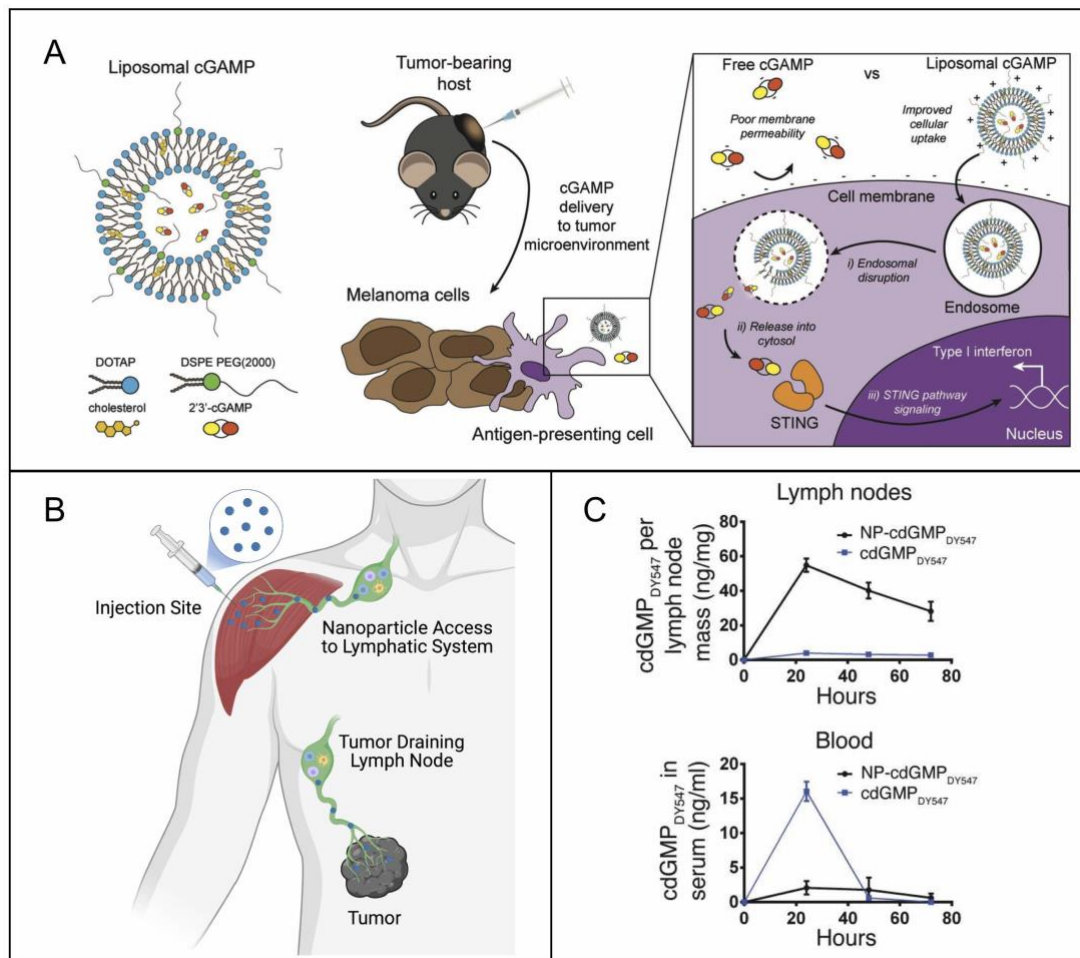 A
Liposomal cGAMP
DOTAP
DSPE PEG(2000)
cholesterol
2'3'-cGAMP
Tumor-bearing
host
cGAMP
delivery
to tumor
microenvironment
Melanoma cells
Antigen-presenting cell
Free cGAMP
vs
Liposomal cGAMP
Poor membrane
permeability
Improved
cellular
uptake
Cell membrane
i) Endosomal
disruption
Endosome
ii) Release into
cytosol
Type I interferon
STING
iii) STING pathway
signaling
Nucleus
B
Injection Site
Nanoparticle Access
to Lymphatic System
Tumor Draining
Lymph Node
Tumor
C
Lymph nodes
cdGMPDY547 per
lymph node
mass (ng/mg)
80
60
40
20
0
NP-cdGMPDY547
cdGMPDY547
0 20 40 60 80
Hours
Blood
cdGMPDY547 in
serum (ng/ml)
20
15
10
5
0
NP-cdGMPDY547
cdGMPDY547
0 20 40 60 80
Hours